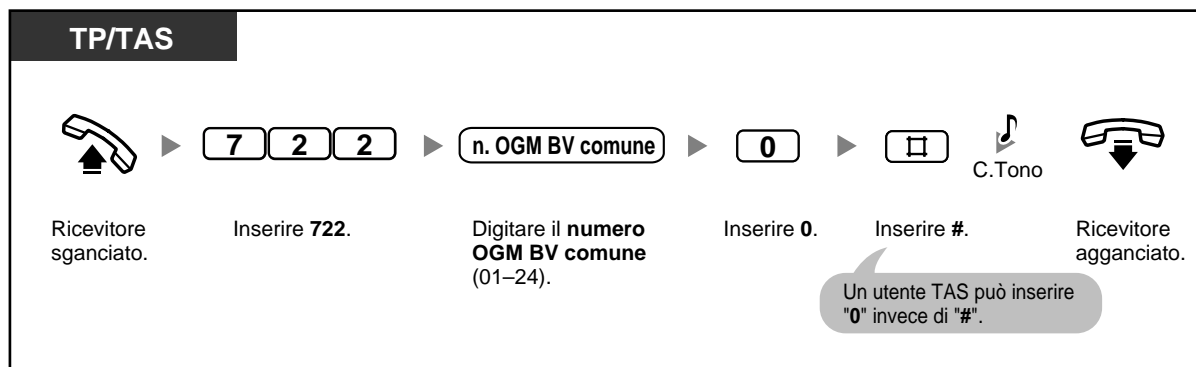 TP/TAS
7 2 2
n. OGM BV comune
0
#
C.Tono
Ricevitore
sganciato.
Inserire 722.
Digitare il numero
OGM BV comune
(01–24).
Inserire 0.
Inserire #.
Ricevitore
agganciato.
Un utente TAS può inserire
"0" invece di "#".